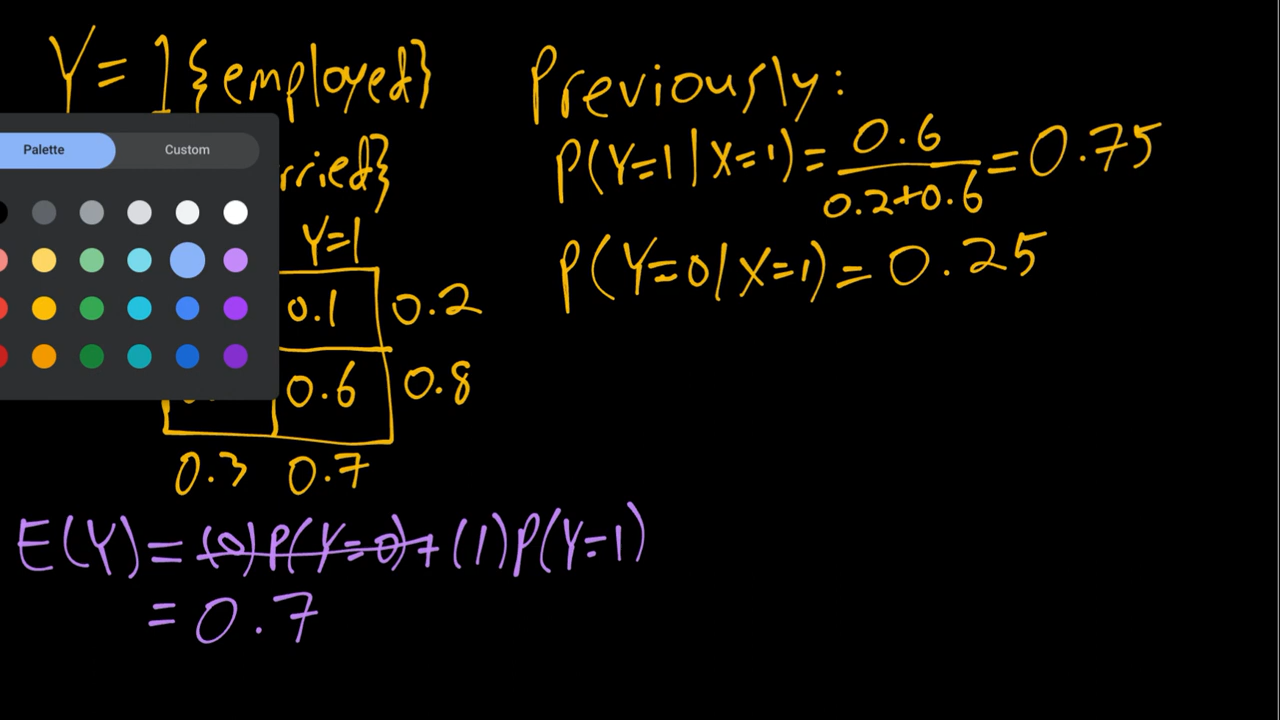 Y = 1{employed}
Palette Custom
rried}
Y=1
0.1 0.2
0.6 0.8
0.3 0.7
E(Y) = (0)P(Y=0)+ (1)P(Y=1)
= 0.7
Previously:
P(Y=1|X=1) = 0.6 / 0.2+0.6 = 0.75
P(Y=0|X=1) = 0.25